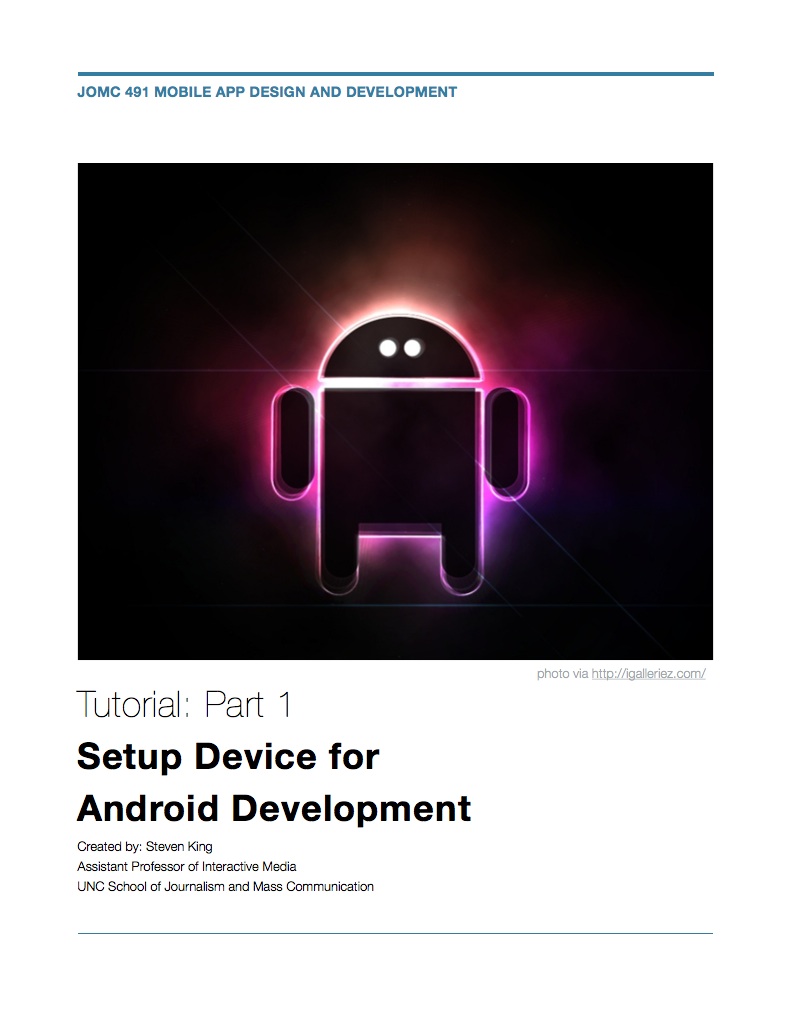 JOMC 491 MOBILE APP DESIGN AND DEVELOPMENT
photo via http://igalleriez.com/
Tutorial: Part 1
Setup Device for
Android Development
Created by: Steven King
Assistant Professor of Interactive Media
UNC School of Journalism and Mass Communication